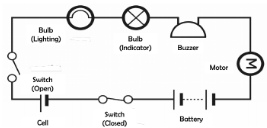 Bulb
(Lighting)
Bulb
(Indicator)
Buzzer
Motor
M
Switch
(Open)
Cell
Switch
(Closed)
Battery